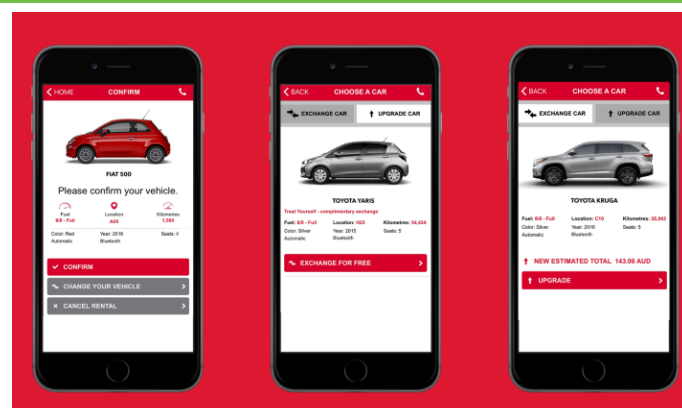 HOME CONFIRM
FIAT 500
Please confirm your vehicle.
Fuel Location Kilometres
8/8 - Full A63 1,500
Color: Red Year: 2016 Seats: 4
Automatic Bluetooth
CONFIRM
CHANGE YOUR VEHICLE
CANCEL RENTAL
BACK CHOOSE A CAR
EXCHANGE CAR UPGRADE CAR
TOYOTA YARIS
Treat Yourself - complimentary exchange
Fuel: 8/8 - Full Location: H25 Kilometres: 34,434
Color: Silver Year: 2015 Seats: 5
Automatic Bluetooth
EXCHANGE FOR FREE
BACK CHOOSE A CAR
EXCHANGE CAR UPGRADE CAR
TOYOTA KRUGA
Fuel: 8/8 - Full Location: C10 Kilometres: 26,842
Color: Silver Year: 2016 Seats: 5
Automatic Bluetooth
NEW ESTIMATED TOTAL 143.06 AUD
UPGRADE